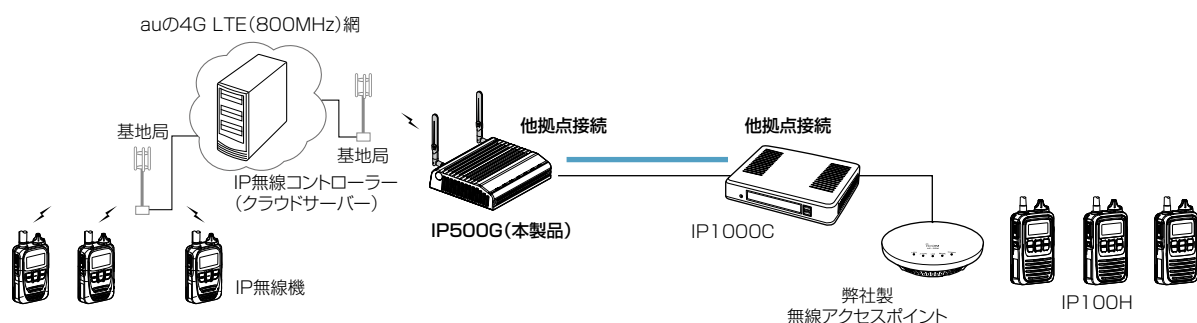 auの4G LTE（800MHz）網
基地局
基地局
IP無線コントローラー
（クラウドサーバー）
IP無線機
他拠点接続
他拠点接続
IP500G（本製品）
IP1000C
弊社製
無線アクセスポイント
IP100H